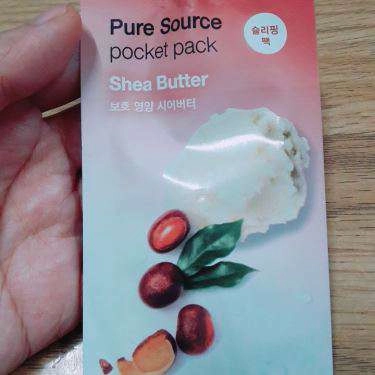 Pure Source
pocket pack
슬리핑
팩
Shea Butter
보호 영양 시어버터